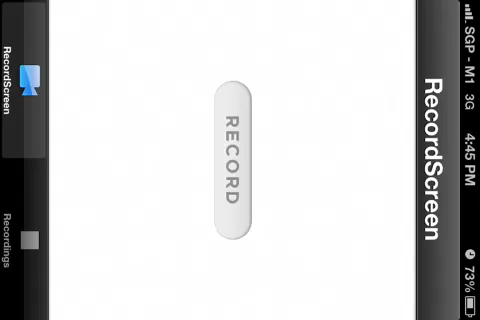 SGP - M1 3G 4:45 PM 73%
RecordScreen
RECORD
RecordScreen Recordings